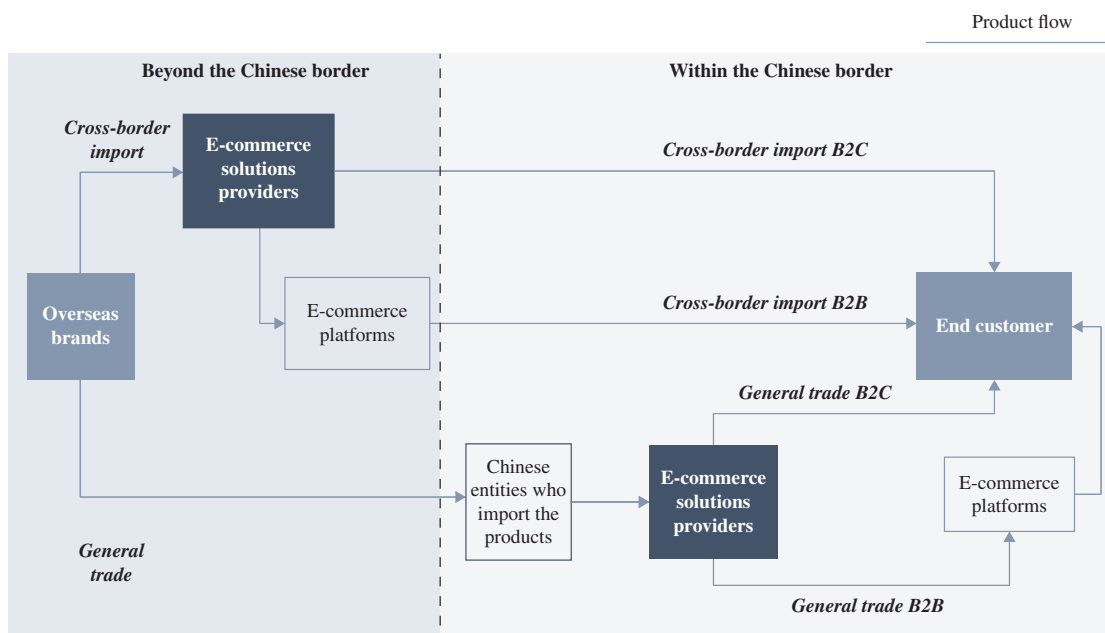 Product flow
Beyond the Chinese border
Within the Chinese border
Cross-border
import
E-commerce
solutions
providers
Cross-border import B2C
Overseas
brands
E-commerce
platforms
Cross-border import B2B
End customer
General trade B2C
Chinese
entities who
import the
products
E-commerce
solutions
providers
E-commerce
platforms
General
trade
General trade B2B